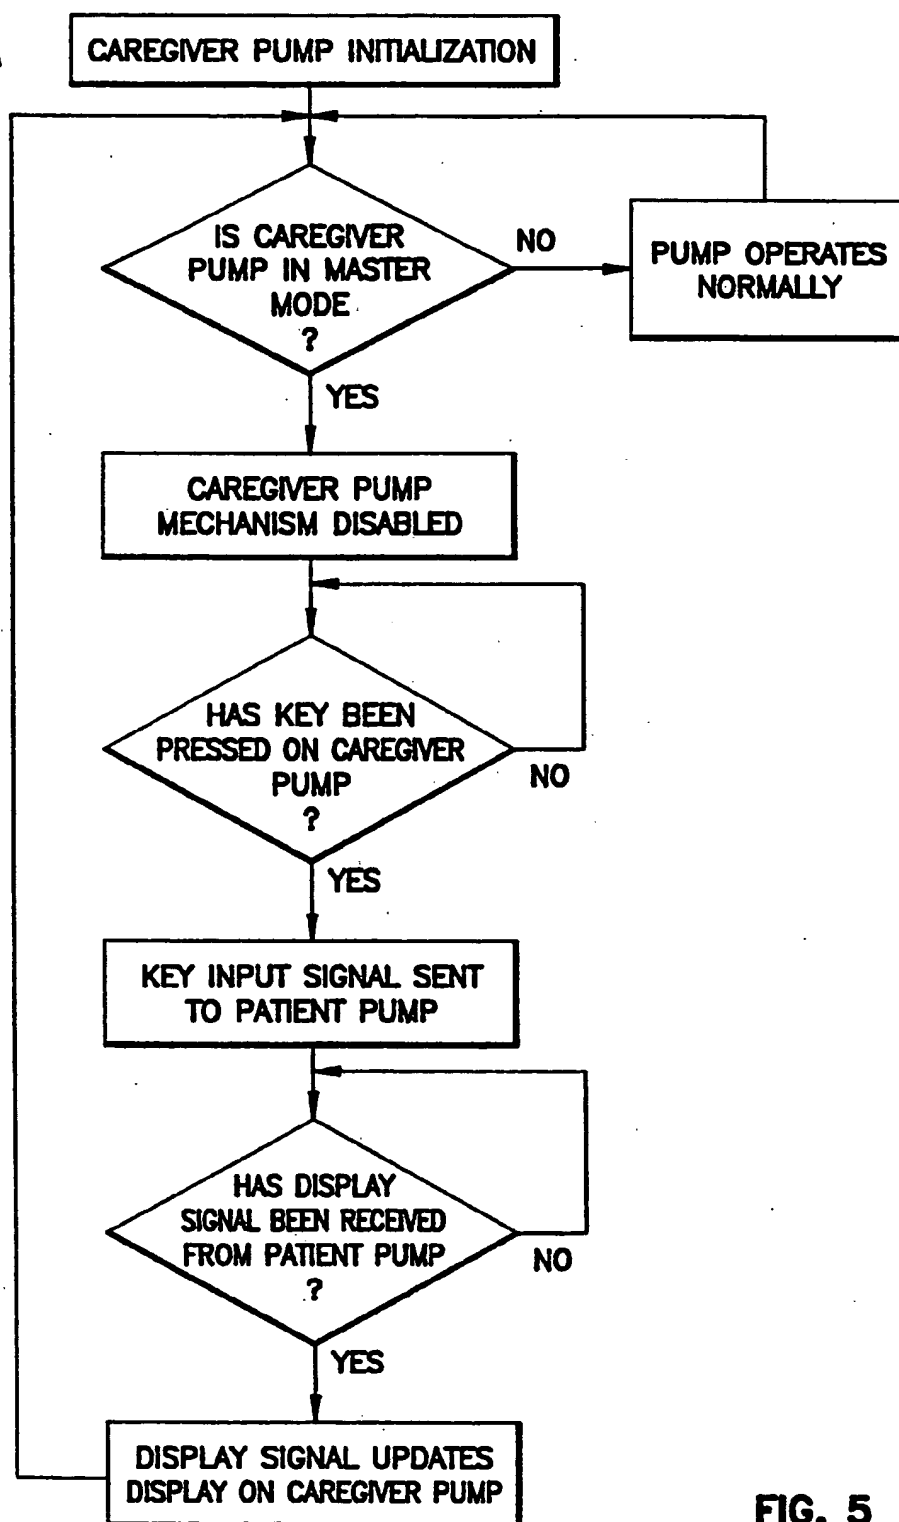 CAREGIVER PUMP INITIALIZATION
IS CAREGIVER
PUMP IN MASTER
MODE
?
NO
PUMP OPERATES
NORMALLY
YES
CAREGIVER PUMP
MECHANISM DISABLED
HAS KEY BEEN
PRESSED ON CAREGIVER
PUMP
?
NO
YES
KEY INPUT SIGNAL SENT
TO PATIENT PUMP
HAS DISPLAY
SIGNAL BEEN RECEIVED
FROM PATIENT PUMP
?
NO
YES
DISPLAY SIGNAL UPDATES
DISPLAY ON CAREGIVER PUMP
FIG. 5